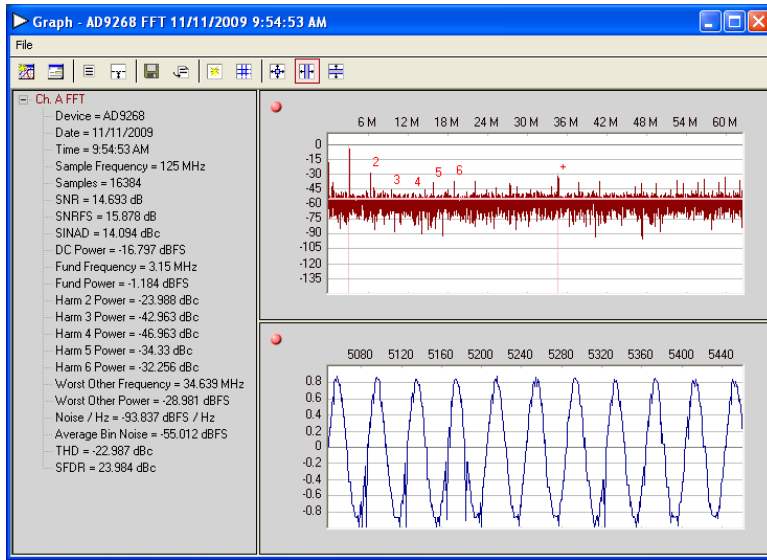 Graph - AD9268 FFT 11/11/2009 9:54:53 AM
File
Ch. A FFT
Device = AD9268
Date = 11/11/2009
Time = 9:54:53 AM
Sample Frequency = 125 MHz
Samples = 16384
SNR = 14.693 dB
SNRFS = 15.878 dB
SINAD = 14.094 dBc
DC Power = -16.797 dBFS
Fund Frequency = 3.15 MHz
Fund Power = -1.184 dBFS
Harm 2 Power = -23.988 dBc
Harm 3 Power = -42.963 dBc
Harm 4 Power = -46.963 dBc
Harm 5 Power = -34.33 dBc
Harm 6 Power = -32.256 dBc
Worst Other Frequency = 34.639 MHz
Worst Other Power = -28.981 dBFS
Noise / Hz = -93.837 dBFS / Hz
Average Bin Noise = -55.012 dBFS
THD = -22.987 dBc
SFDR = 23.984 dBc
6 M 12 M 18 M 24 M 30 M 36 M 42 M 48 M 54 M 60 M
0
-15
-30
-45
-60
-75
-90
-105
-120
-135
2 3 4 5 6 +
5080 5120 5160 5200 5240 5280 5320 5360 5400 5440
0.8
0.6
0.4
0.2
0
-0.2
-0.4
-0.6
-0.8